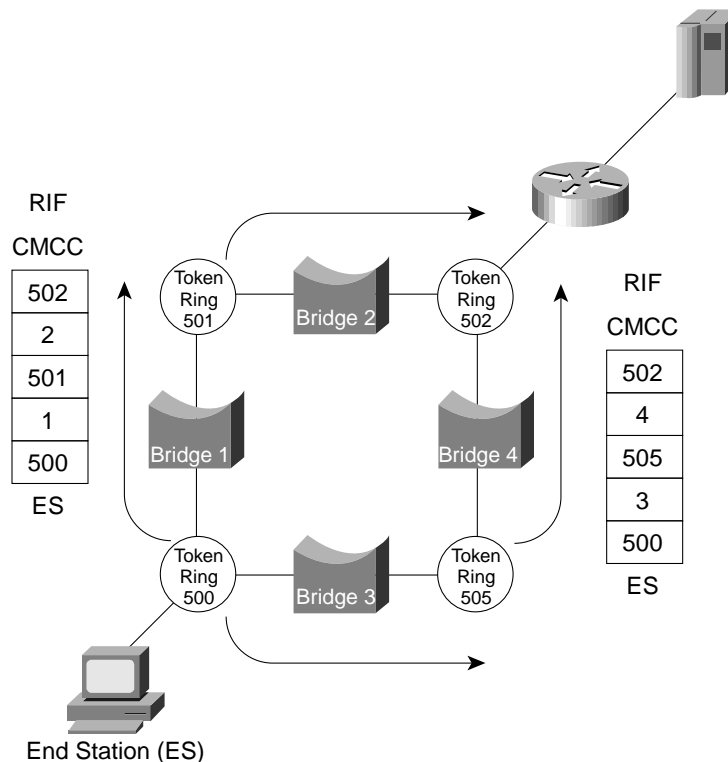 RIF
CMCC
502
2
501
1
500
ES
Token
Ring
501
Bridge 2
Token
Ring
502
Bridge 1
Bridge 4
Token
Ring
500
Bridge 3
Token
Ring
505
RIF
CMCC
502
4
505
3
500
ES
End Station (ES)